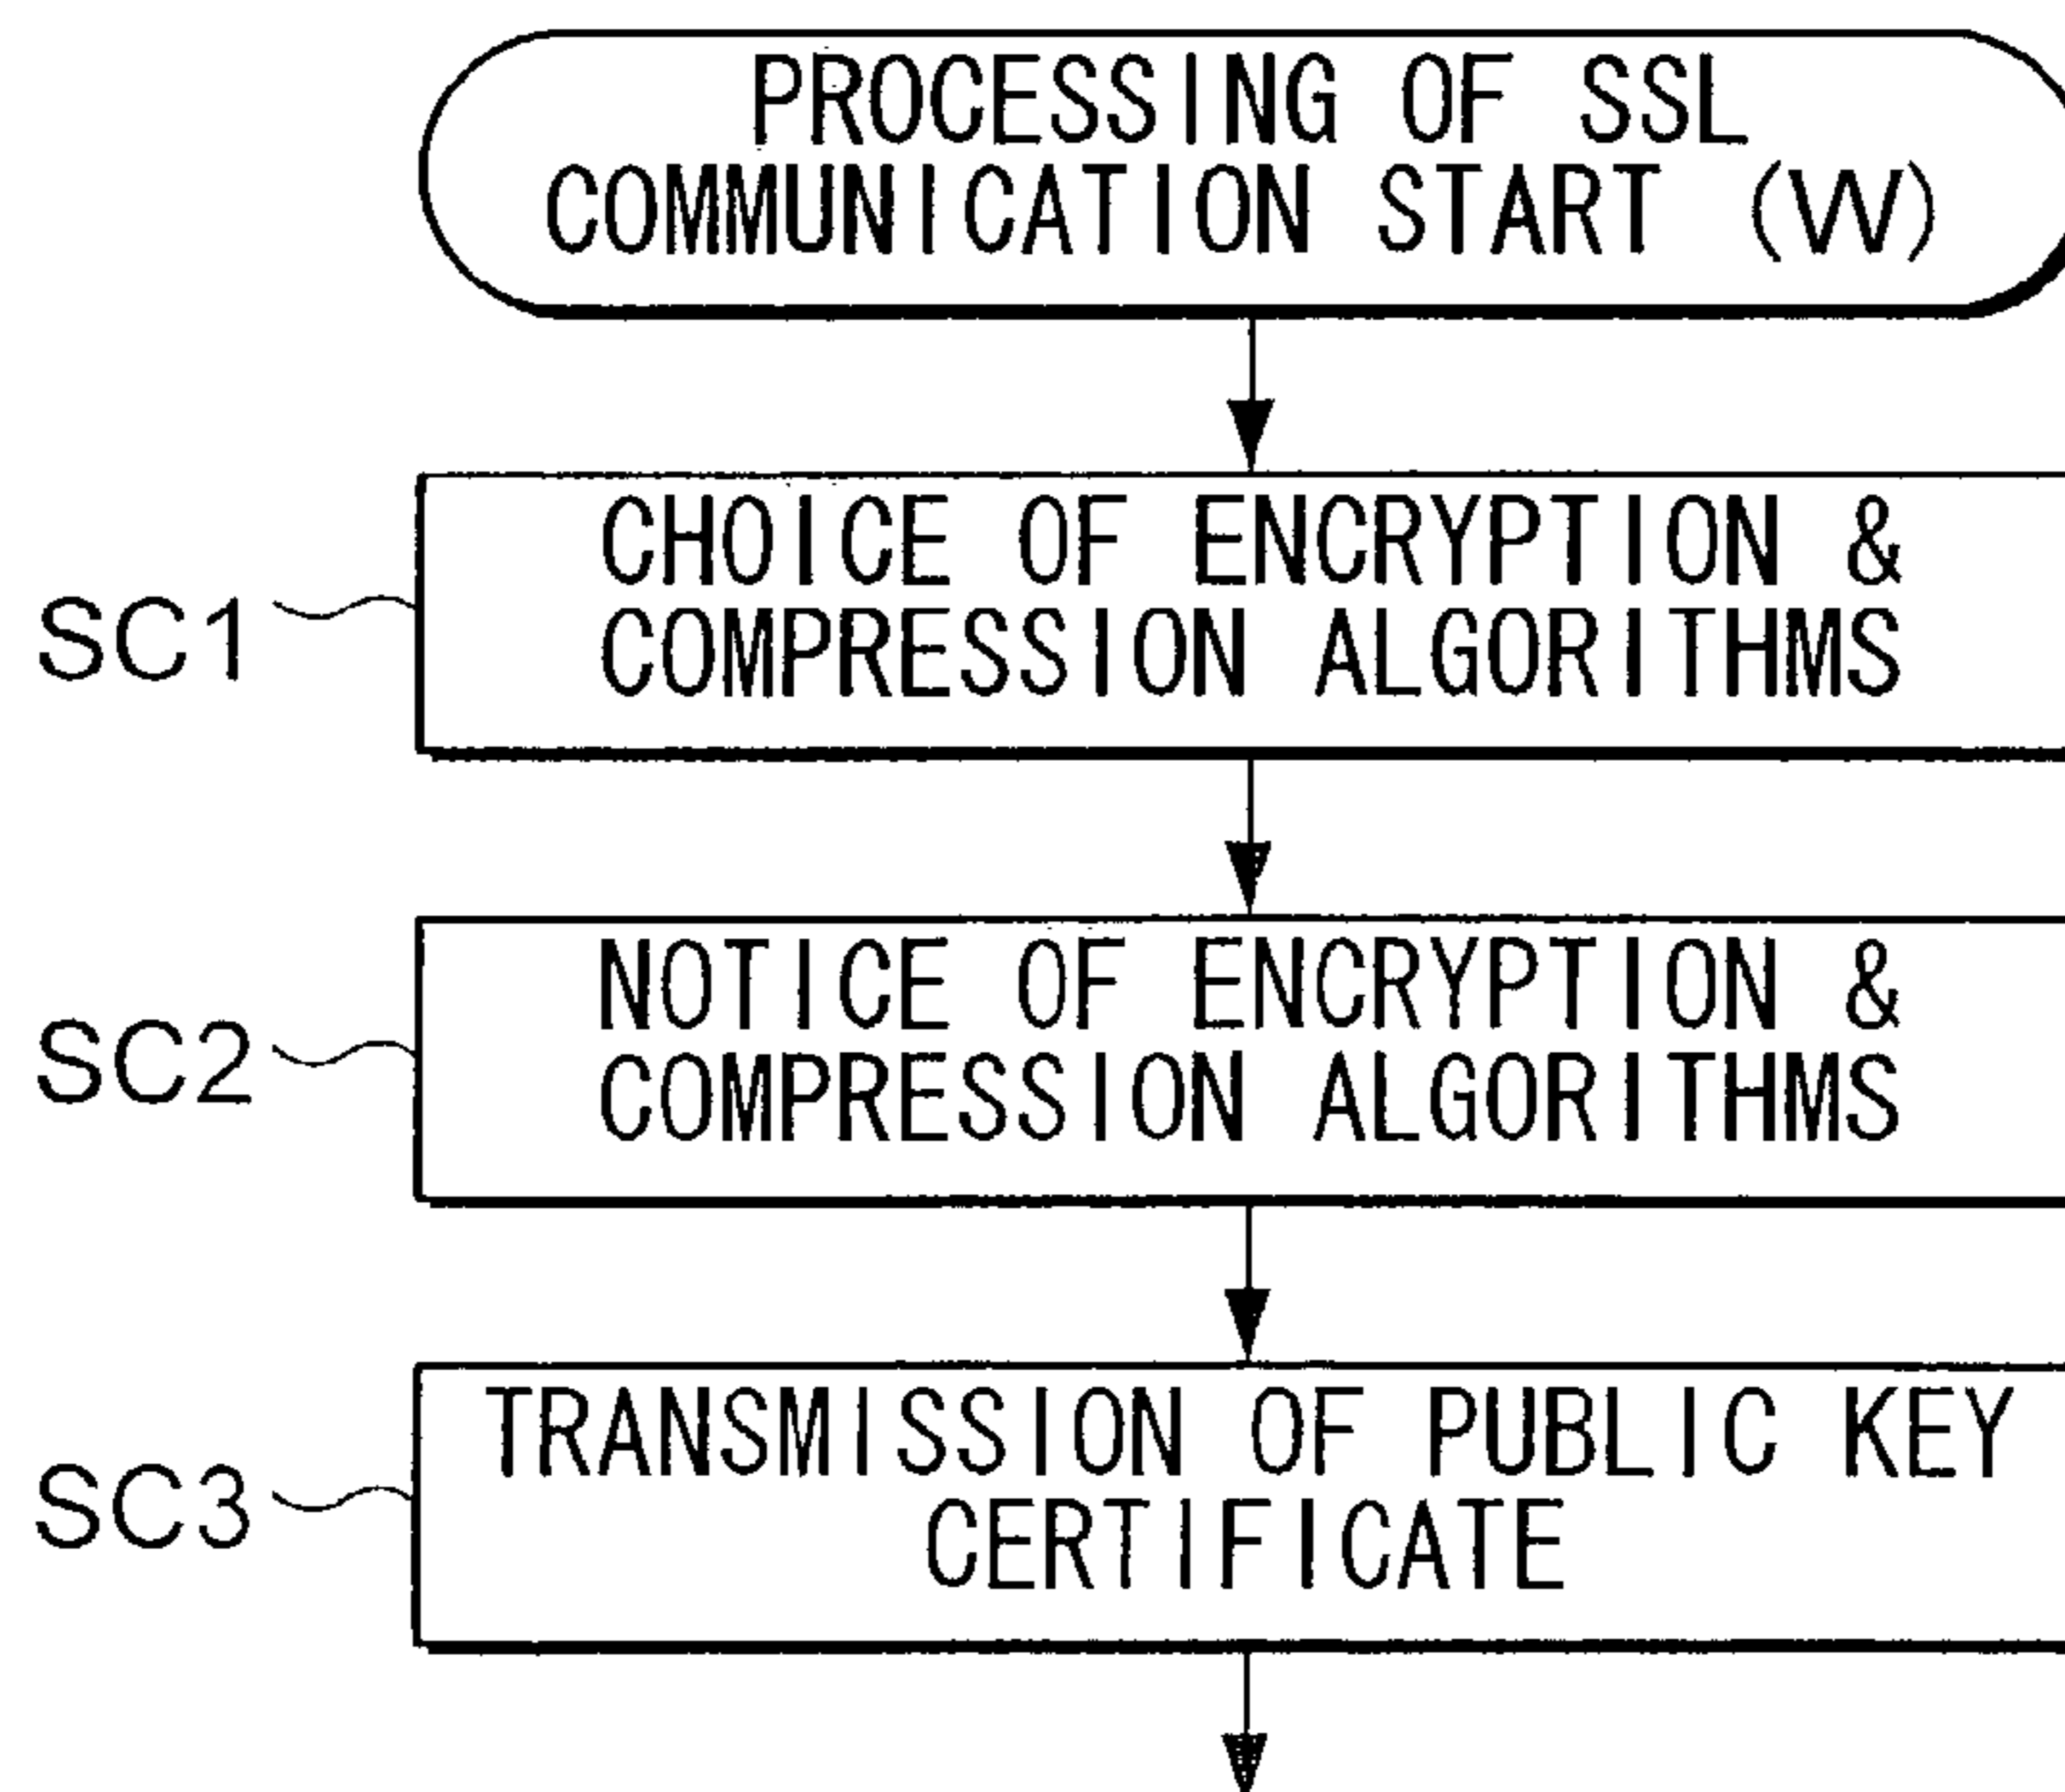 PROCESSING OF SSL
COMMUNICATION START (W)
CHOICE OF ENCRYPTION &
COMPRESSION ALGORITHMS
SC1
NOTICE OF ENCRYPTION &
COMPRESSION ALGORITHMS
SC2
TRANSMISSION OF PUBLIC KEY
CERTIFICATE
SC3